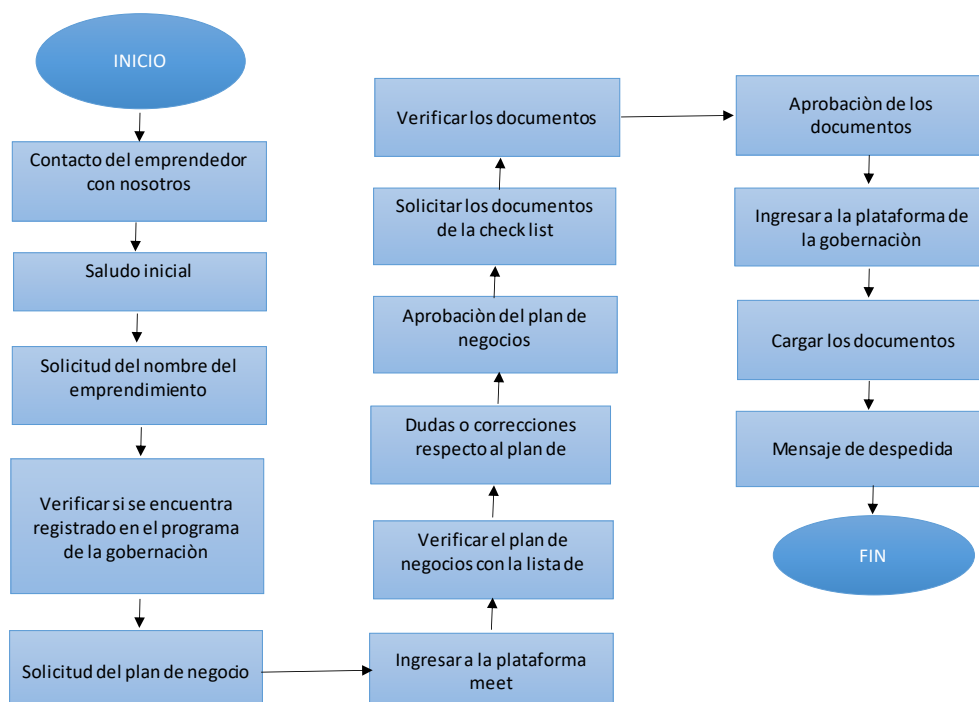 INICIO
Contacto del emprendedor
con nosotros
Saludo inicial
Solicitud del nombre del
emprendimiento
Verificar si se encuentra
registrado en el programa
de la gobernaciòn
Solicitud del plan de negocio
Ingresar a la plataforma
meet
Verificar el plan de
negocios con la lista de
Dudas o correcciones
respecto al plan de
Aprobaciòn del plan de
negocios
Solicitar los documentos
de la check list
Verificar los documentos
Aprobaciòn de los
documentos
Ingresar a la plataforma de
la gobernaciòn
Cargar los documentos
Mensaje de despedida
FIN